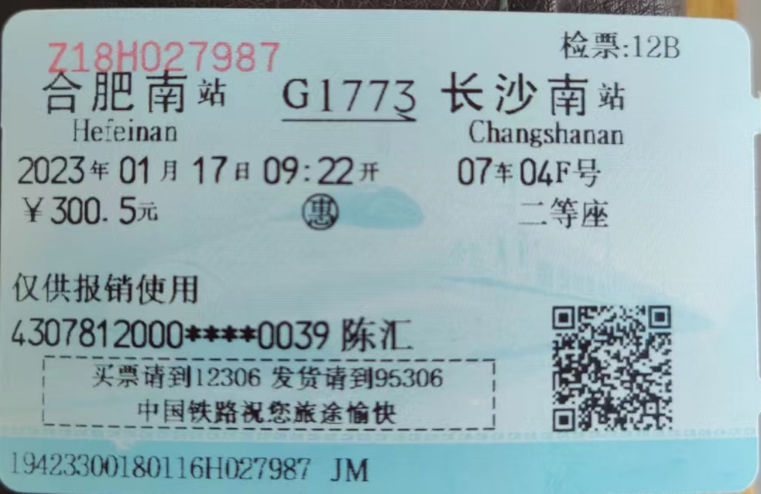 Z18H027987 检票:12B
合肥南站 G1773 长沙南站
Hefeinan Changshanan
2023年01月17日09:22开 07车04F号
￥300.5元 惠 二等座
仅供报销使用
4307812000****0039 陈汇
买票请到12306 发货请到95306
中国铁路祝您旅途愉快
19423300180116H027987 JM